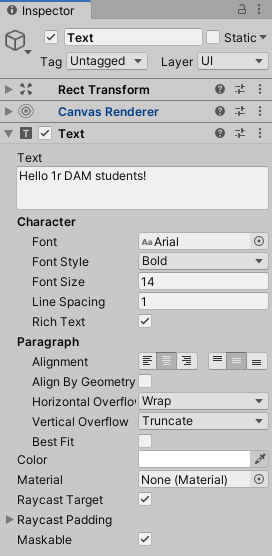 Inspector
Text
Static
Tag Untagged Layer UI
Rect Transform
Canvas Renderer
Text
Text
Hello 1r DAM students!
Character
Font Aa Arial
Font Style Bold
Font Size 14
Line Spacing 1
Rich Text
Paragraph
Alignment
Align By Geometry
Horizontal Overflow Wrap
Vertical Overflow Truncate
Best Fit
Color
Material None (Material)
Raycast Target
Raycast Padding
Maskable